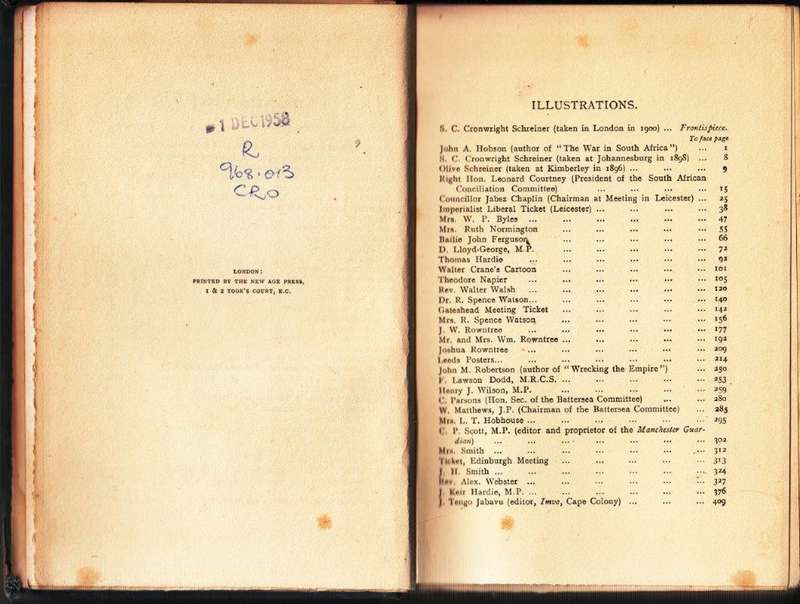 1 DEC 1958
R
968.013
CRO
LONDON:
PRINTED BY THE NEW AGE PRESS,
1 & 2 TOOK'S COURT, E.C.
ILLUSTRATIONS.
S. C. Cronwright Schreiner (taken in London in 1900) ... Frontispiece.
To face page
John A. Hobson (author of "The War in South Africa") ... 1
S. C. Cronwright Schreiner (taken at Johannesburg in 1898) ... 8
Olive Schreiner (taken at Kimberley in 1896) ... ... ... 9
Right Hon. Leonard Courtney (President of the South African
Conciliation Committee) ... ... ... ... 15
Councillor Jabez Chaplin (Chairman at Meeting in Leicester) ... 25
Imperialist Liberal Ticket (Leicester) ... ... ... ... 38
Mrs. W. P. Byles ... ... ... ... ... ... 47
Mrs. Ruth Normington ... ... ... ... ... 55
Bailie John Ferguson ... ... ... ... ... 66
D. Lloyd-George, M.P. ... ... ... ... ... 72
Thomas Hardie ... ... ... ... ... ... 92
Walter Crane's Cartoon ... ... ... ... ... 101
Theodore Napier ... ... ... ... ... 105
Rev. Walter Walsh ... ... ... ... ... ... 120
Dr. R. Spence Watson... ... ... ... ... ... 140
Gateshead Meeting Ticket ... ... ... ... ... 142
Mrs. R. Spence Watson ... ... ... ... ... 156
J. W. Rowntree ... ... ... ... ... ... 177
Mr. and Mrs. Wm. Rowntree ... ... ... ... ... 192
Joshua Rowntree ... ... ... ... ... ... 209
Leeds Posters... ... ... ... ... ... ... 214
John M. Robertson (author of "Wrecking the Empire") ... 250
F. Lawson Dodd, M.R.C.S. ... ... ... ... ... 253
Henry J. Wilson, M.P. ... ... ... ... ... 259
C. Parsons (Hon. Sec. of the Battersea Committee) ... ... 280
W. Matthews, J.P. (Chairman of the Battersea Committee) ... 285
Mrs. L. T. Hobhouse ... ... ... ... ... ... 295
C. P. Scott, M.P. (editor and proprietor of the Manchester Guar-
dian) ... ... ... ... ... ... ... 302
Mrs. Smith ... ... ... ... ... ... ... 312
Ticket, Edinburgh Meeting ... ... ... ... ... 313
J. H. Smith ... ... ... ... ... ... ... 324
Rev. Alex. Webster ... ... ... ... ... ... 327
J. Keir Hardie, M.P. ... ... ... ... ... ... 376
J. Tengo Jabavu (editor, Imvo, Cape Colony) ... ... ... 409